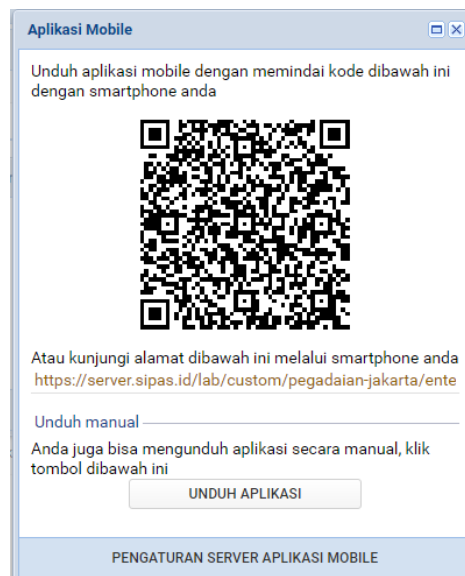 Aplikasi Mobile
Unduh aplikasi mobile dengan memindai kode dibawah ini
dengan smartphone anda
Atau kunjungi alamat dibawah ini melalui smartphone anda
https://server.sipas.id/lab/custom/pegadaian-jakarta/ente
Unduh manual
Anda juga bisa mengunduh aplikasi secara manual, klik
tombol dibawah ini
UNDUH APLIKASI
PENGATURAN SERVER APLIKASI MOBILE